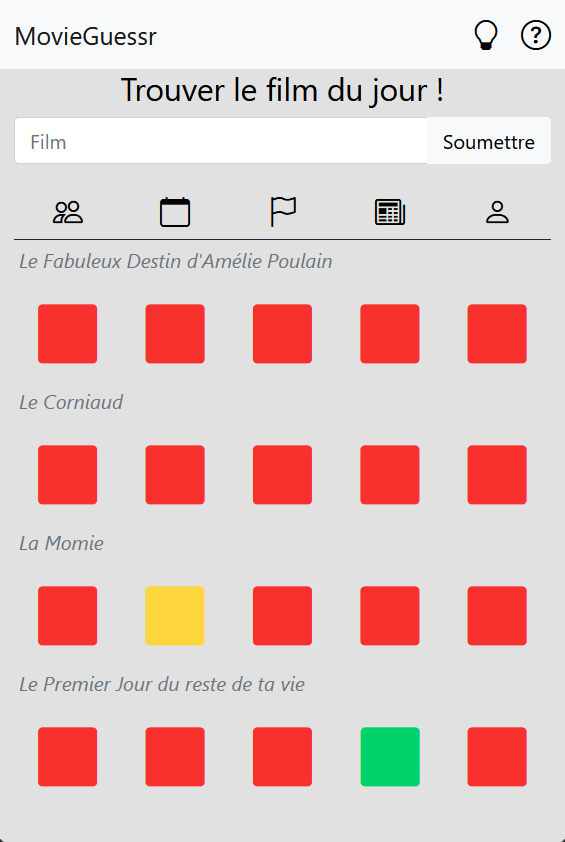 MovieGuessr
Trouver le film du jour !
Film
Soumettre
Le Fabuleux Destin d'Amélie Poulain
Le Corniaud
La Momie
Le Premier Jour du reste de ta vie